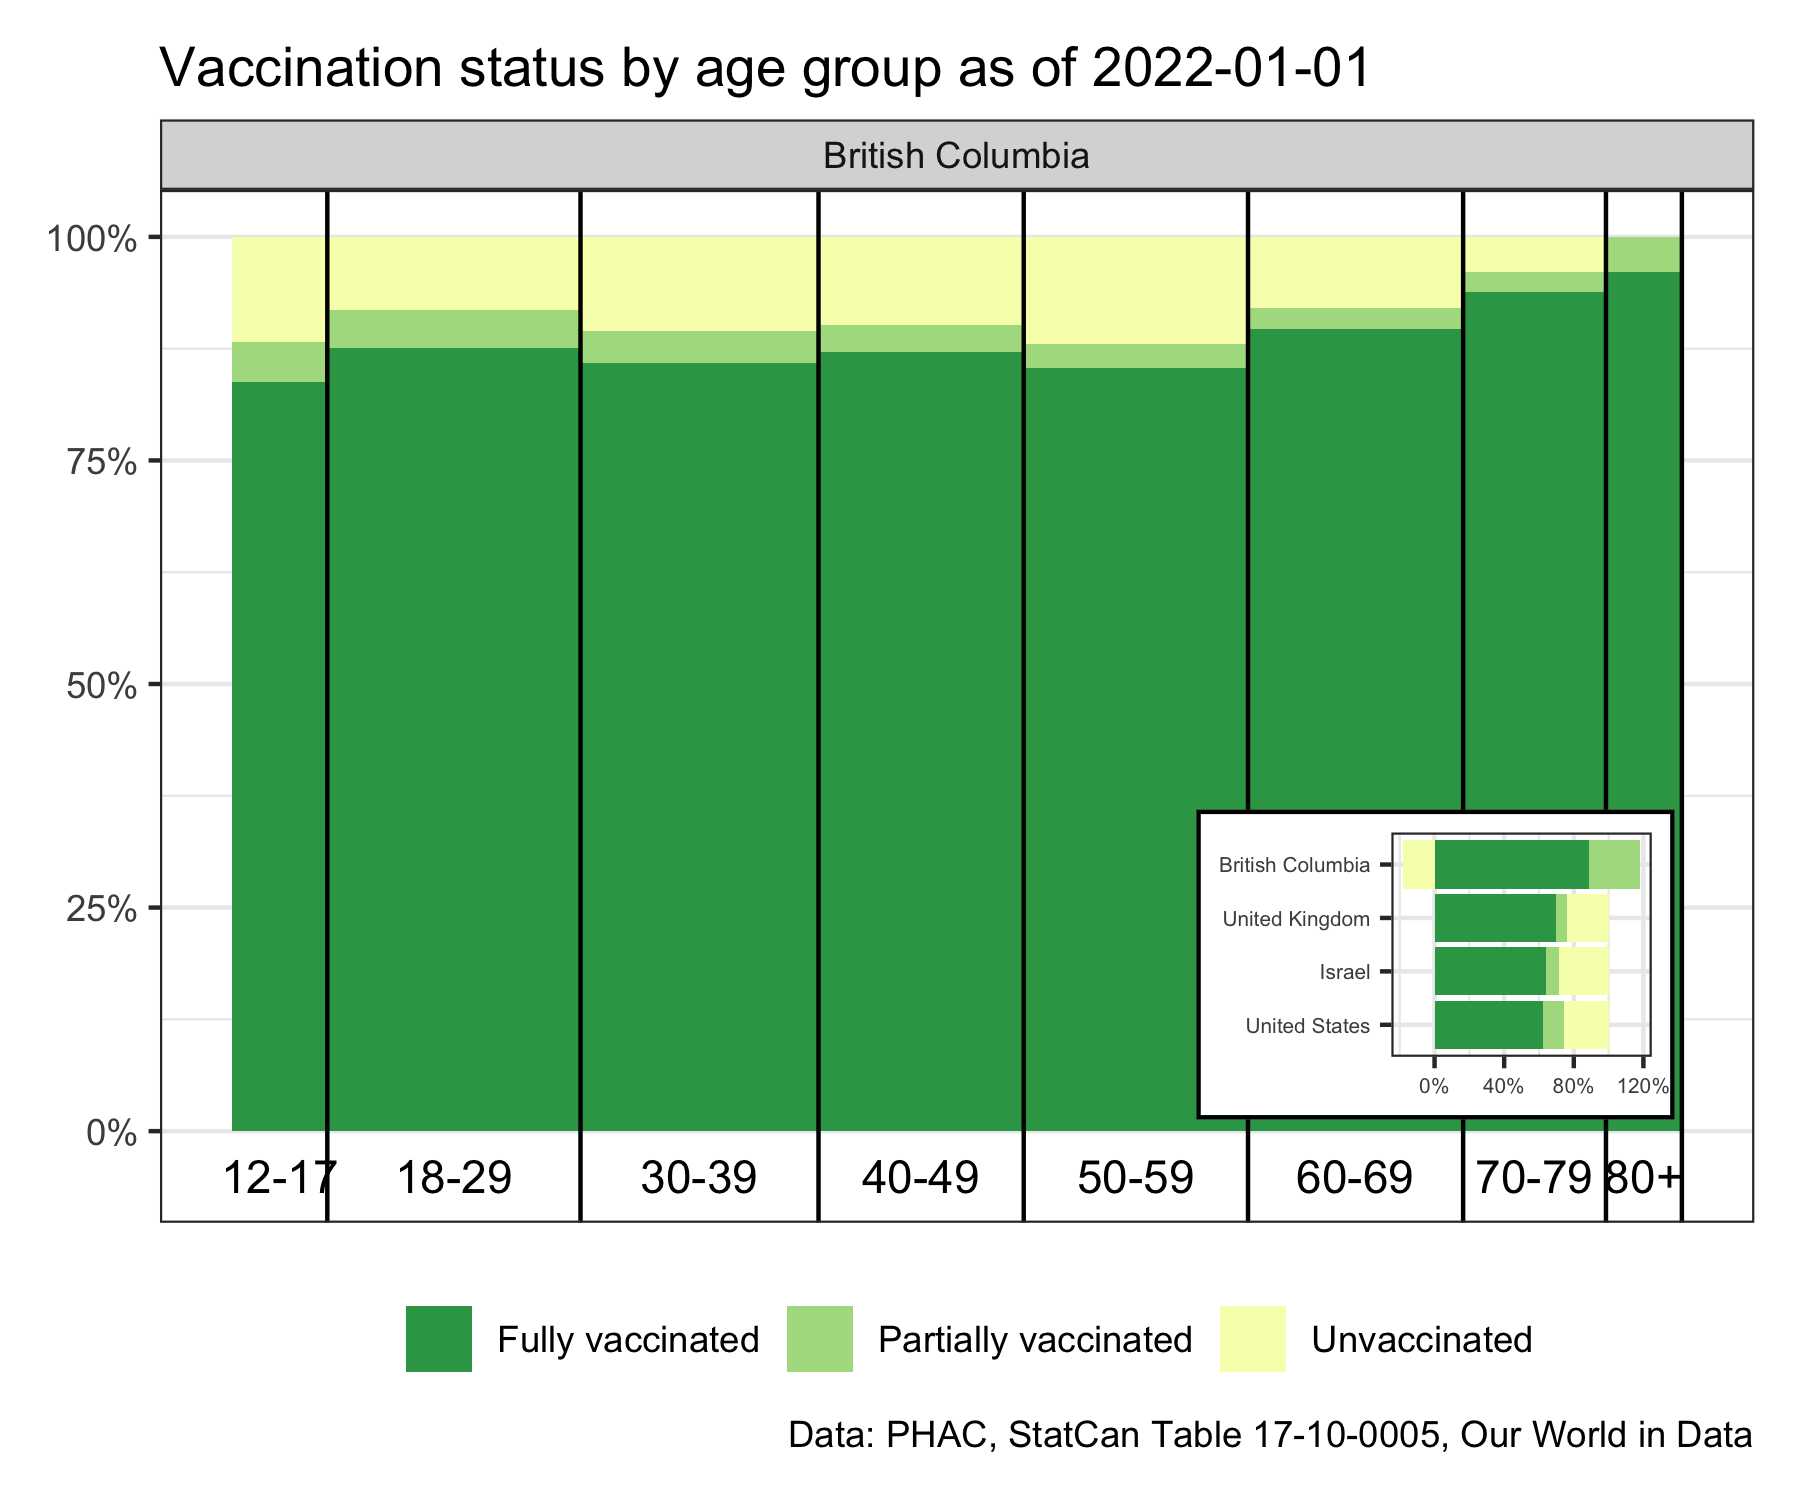 Vaccination status by age group as of 2022-01-01
British Columbia
100%
75%
50%
25%
0%
12-17 18-29 30-39 40-49 50-59 60-69 70-79 80+
British Columbia
United Kingdom
Israel
United States
0% 40% 80% 120%
Fully vaccinated Partially vaccinated Unvaccinated
Data: PHAC, StatCan Table 17-10-0005, Our World in Data